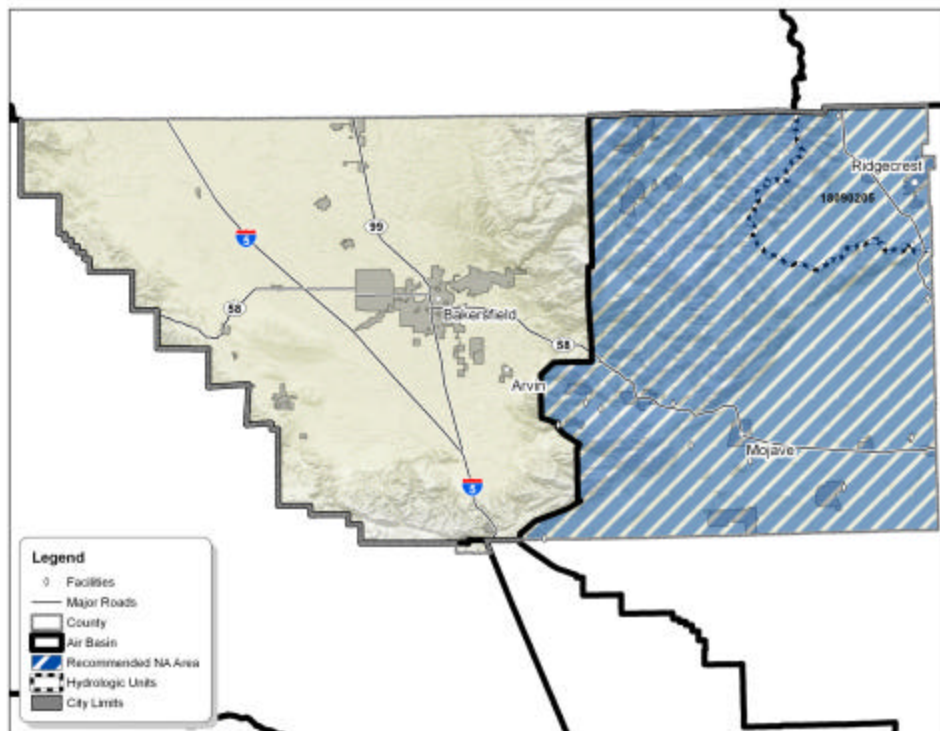 Ridgecrest
18090205
99
5
58
Bakersfield
58
Arvin
Mojave
5
Legend
Facilities
Major Roads
County
Air Basin
Recommended NA Area
Hydrologic Units
City Limits